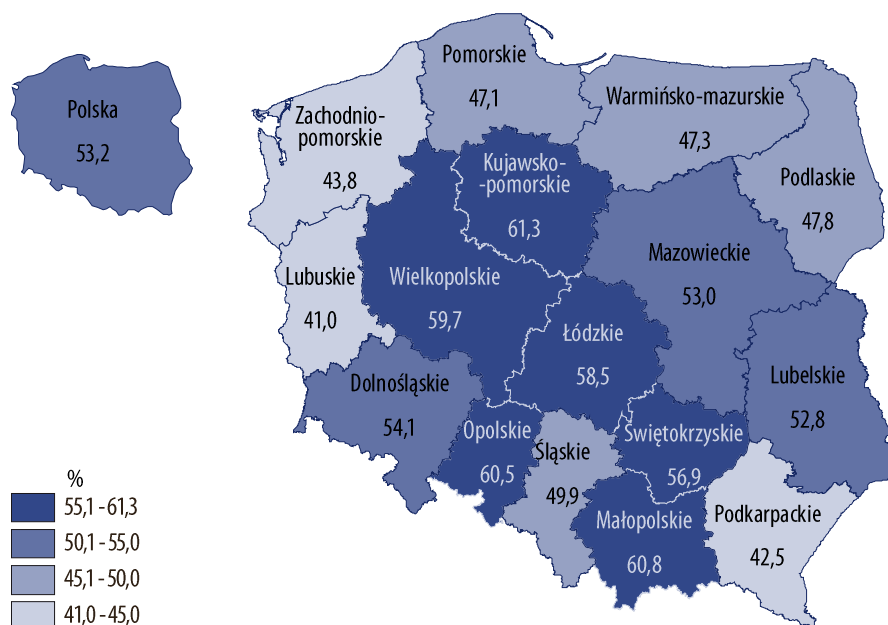 Polska
53,2
Pomorskie
47,1
Warmińsko-mazurskie
47,3
Zachodnio-
pomorskie
43,8
Kujawsko-
-pomorskie
61,3
Podlaskie
47,8
Mazowieckie
53,0
Lubuskie
41,0
Wielkopolskie
59,7
Łódzkie
58,5
Dolnośląskie
54,1
Lubelskie
52,8
Opolskie
60,5
Śląskie
49,9
Świętokrzyskie
56,9
Małopolskie
60,8
Podkarpackie
42,5
%
55,1 - 61,3
50,1 - 55,0
45,1 - 50,0
41,0 - 45,0